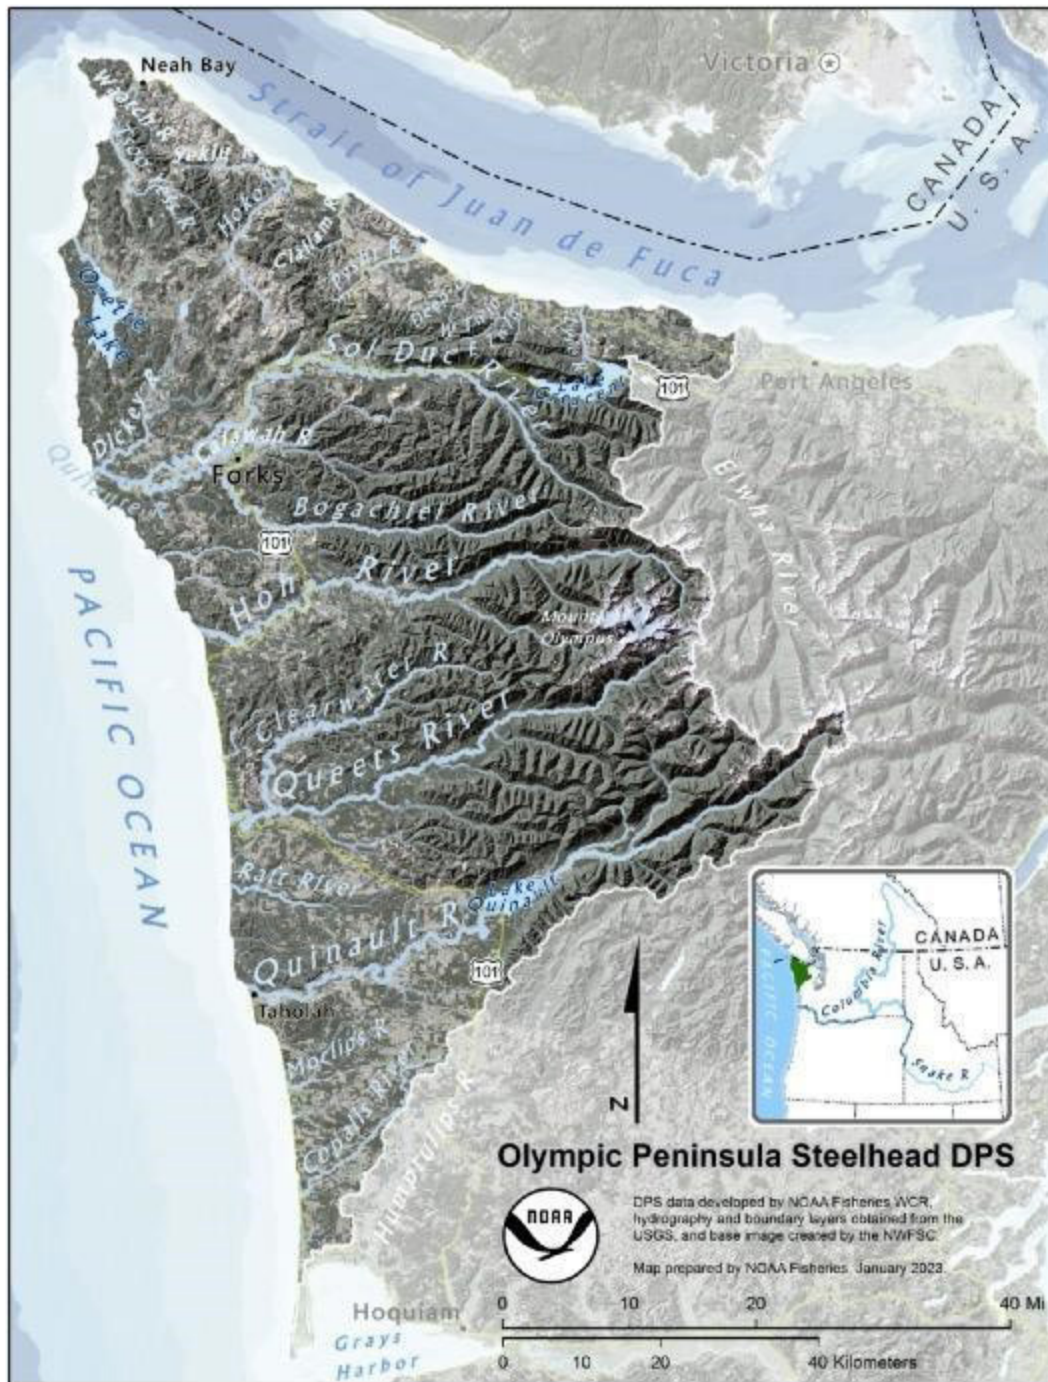 Neah Bay
Victoria
Strait of Juan de Fuca
CANADA
U. S. A.
Hoko
Clallam R
Ozette
Lake
Sol Duc River
Lake
Crescent
101
Port Angeles
Dickey R
Quillayute R
Calawah R
Forks
Elwha River
Bogachiel River
101
Hoh River
PACIFIC OCEAN
Mount
Olympus
Clearwater R
Queets River
Raft River
Lake
Quinault
Quinault R
101
Taholah
Moclips R
Copalis River
Humptulips R
CANADA
U. S. A.
Columbia River
PACIFIC OCEAN
Snake R
N
Olympic Peninsula Steelhead DPS
NOAA
DPS data developed by NOAA Fisheries WCR,
hydrography and boundary layers obtained from the
USGS, and base image created by the NWFSC.
Map prepared by NOAA Fisheries January 2023.
Hoquiam
Grays
Harbor
0 10 20 40 Mi
0 10 20 40 Kilometers